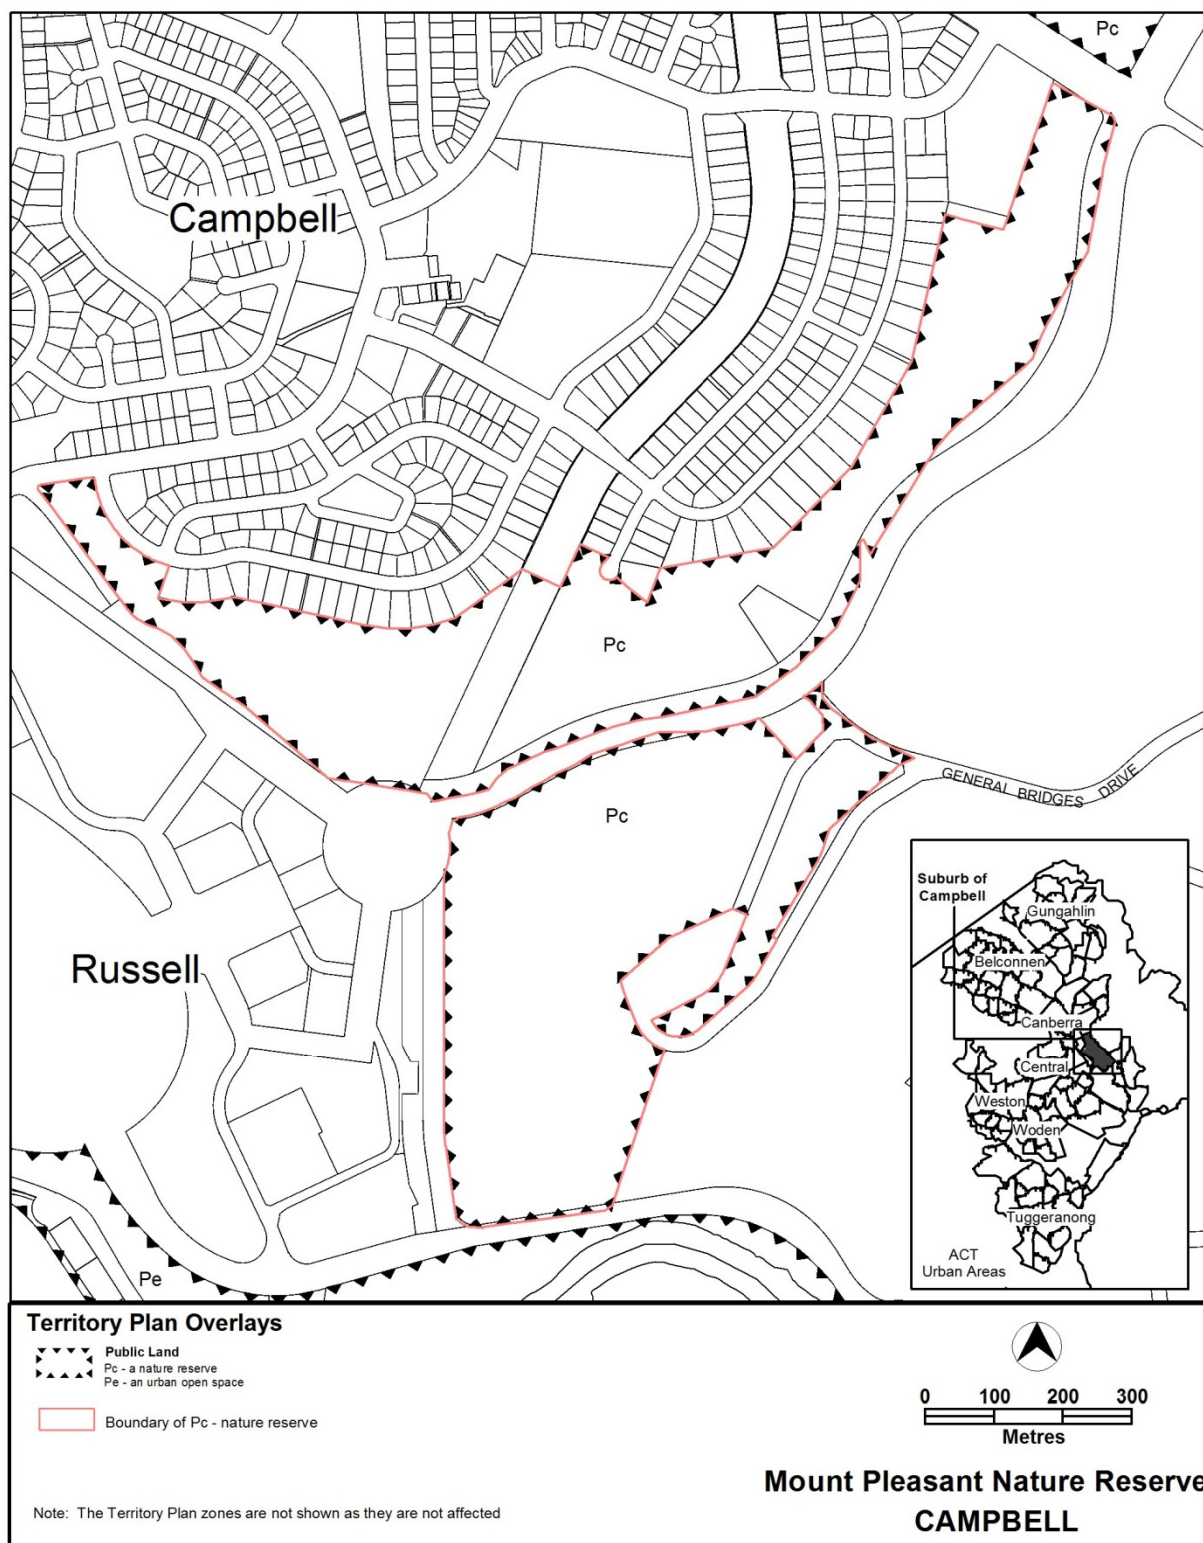 Pc
Campbell
Pc
Pc
GENERAL BRIDGES DRIVE
Russell
Pe
Suburb of
Campbell
Gungahlin
Belconnen
Canberra
Central
Weston
Woden
Tuggeranong
ACT
Urban Areas
Territory Plan Overlays
Public Land
Pc - a nature reserve
Pe - an urban open space
Boundary of Pc - nature reserve
Note: The Territory Plan zones are not shown as they are not affected
0 100 200 300
Metres
Mount Pleasant Nature Reserve
CAMPBELL